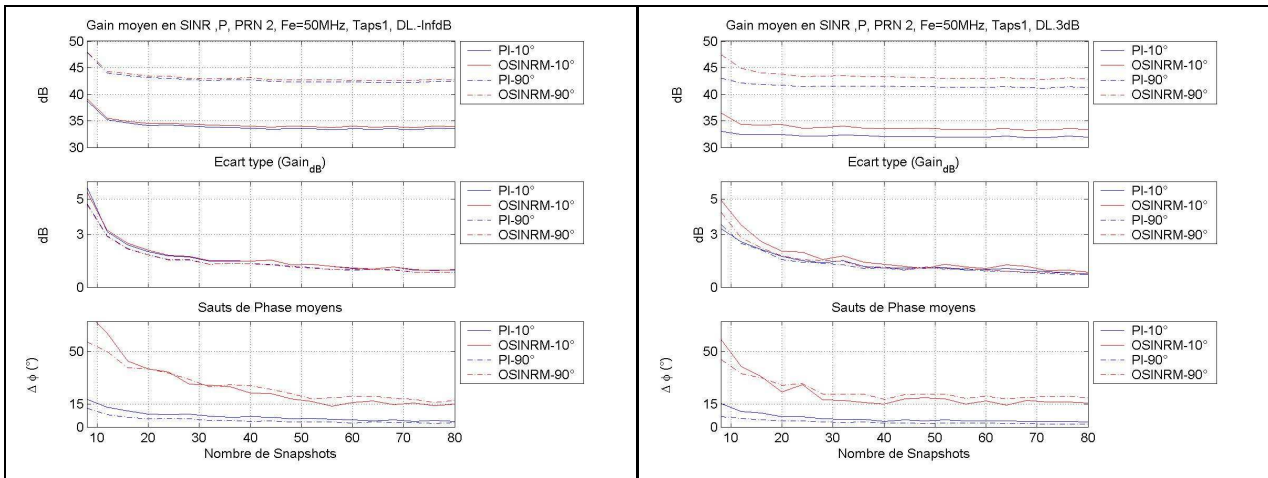 Gain moyen en SINR ,P, PRN 2, Fe=50MHz, Taps1, DL.-InfdB
50
45
40
35
30
dB
PI-10°
OSINRM-10°
PI-90°
OSINRM-90°
Ecart type (Gain dB)
5
3
0
dB
PI-10°
OSINRM-10°
PI-90°
OSINRM-90°
Sauts de Phase moyens
50
15
0
Δ ϕ (°)
PI-10°
OSINRM-10°
PI-90°
OSINRM-90°
10 20 30 40 50 60 70 80
Nombre de Snapshots
Gain moyen en SINR ,P, PRN 2, Fe=50MHz, Taps1, DL.3dB
50
45
40
35
30
dB
PI-10°
OSINRM-10°
PI-90°
OSINRM-90°
Ecart type (Gain dB)
5
3
0
dB
PI-10°
OSINRM-10°
PI-90°
OSINRM-90°
Sauts de Phase moyens
50
15
0
Δ ϕ (°)
PI-10°
OSINRM-10°
PI-90°
OSINRM-90°
10 20 30 40 50 60 70 80
Nombre de Snapshots